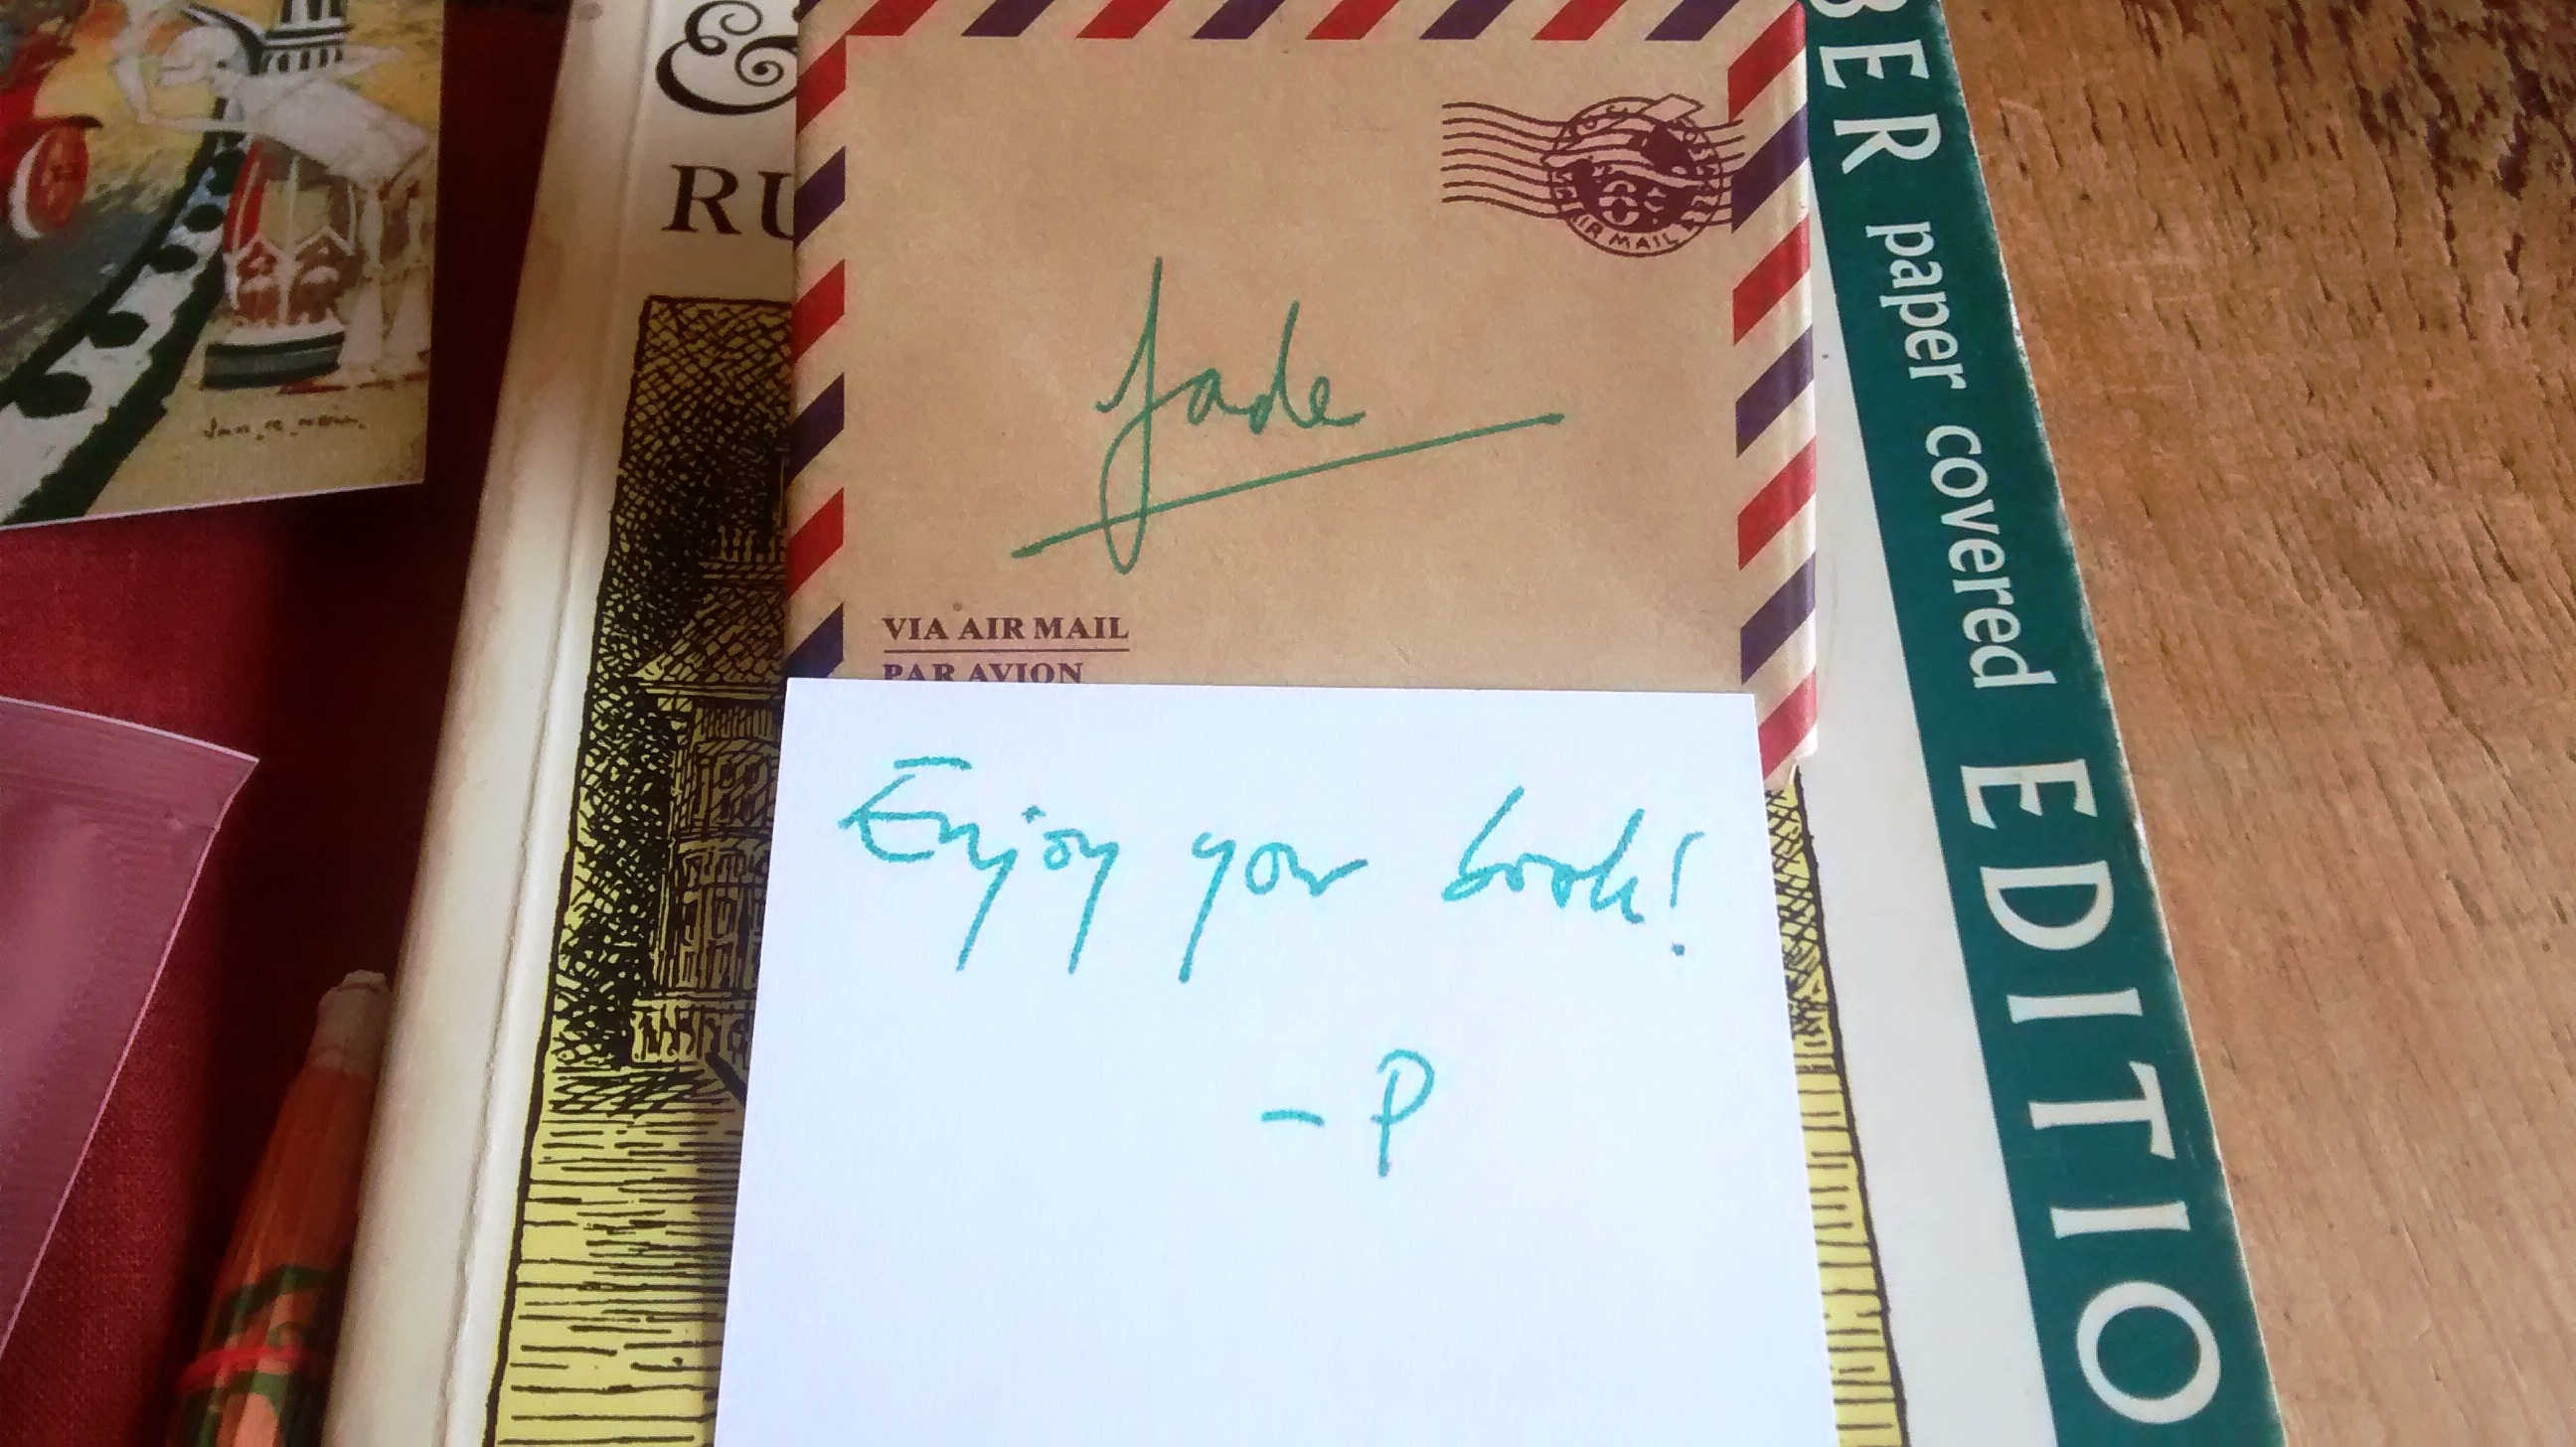 &
RU
Jade
VIA AIR MAIL
PAR AVION
AIR MAIL
Enjoy your book!
- P
BER paper covered EDITIO